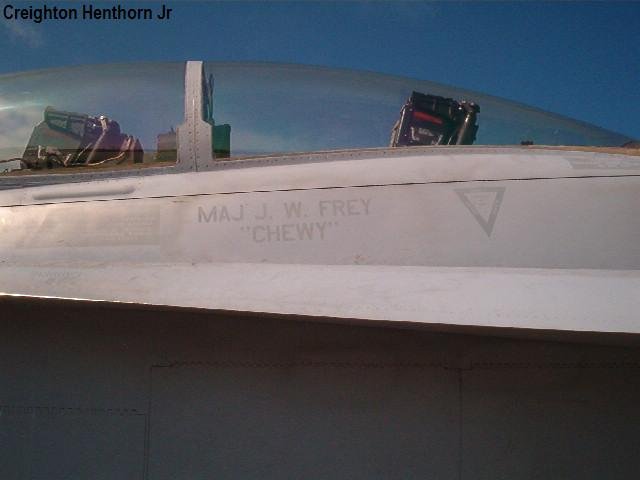 Creighton Henthorn Jr
MAJ J. W. FREY
"CHEWY"